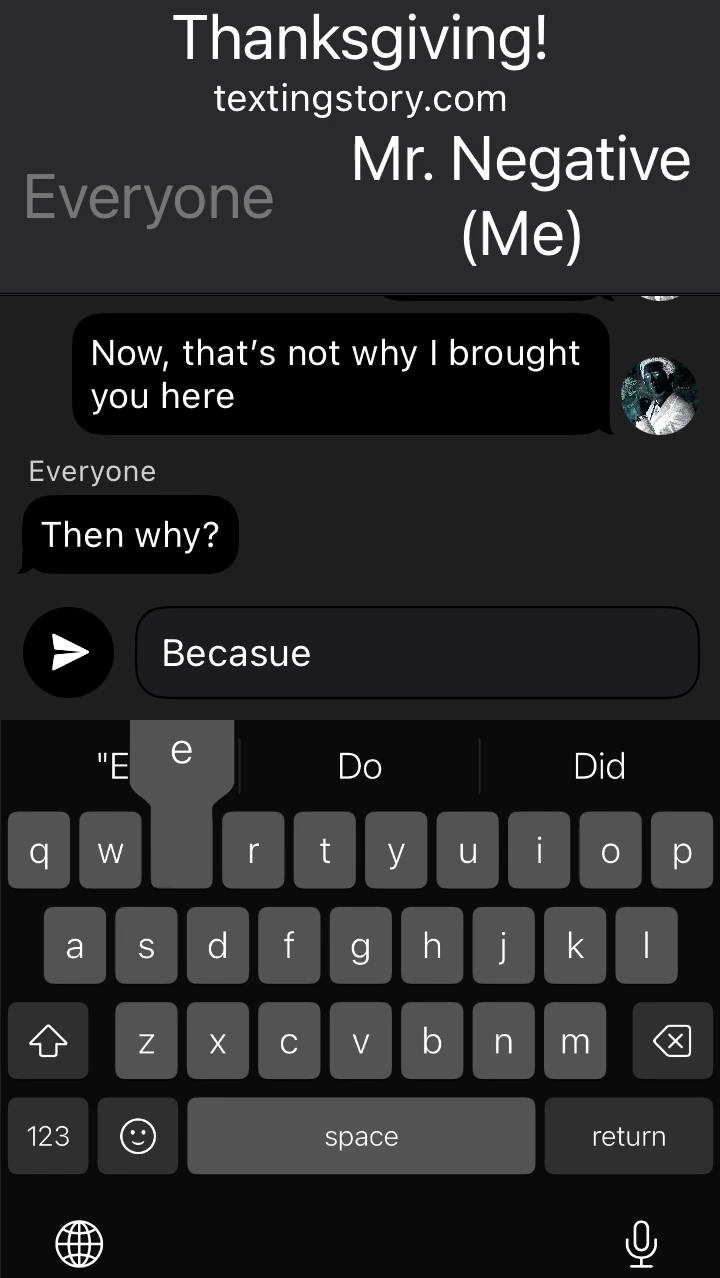 Thanksgiving!
textingstory.com
Everyone
Mr. Negative
(Me)
Now, that’s not why I brought
you here
Everyone
Then why?
Becasue
"E
e
Do
Did
q w r t y u i o p
a s d f g h j k l
z x c v b n m
123 space return